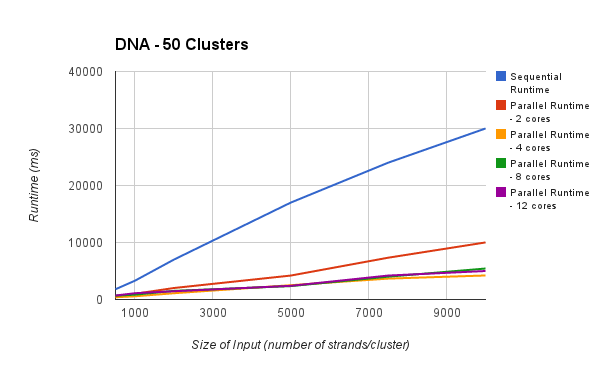 DNA - 50 Clusters
40000
30000
20000
10000
0
Runtime (ms)
1000 3000 5000 7000 9000
Size of Input (number of strands/cluster)
Sequential
Runtime
Parallel Runtime
- 2 cores
Parallel Runtime
- 4 cores
Parallel Runtime
- 8 cores
Parallel Runtime
- 12 cores